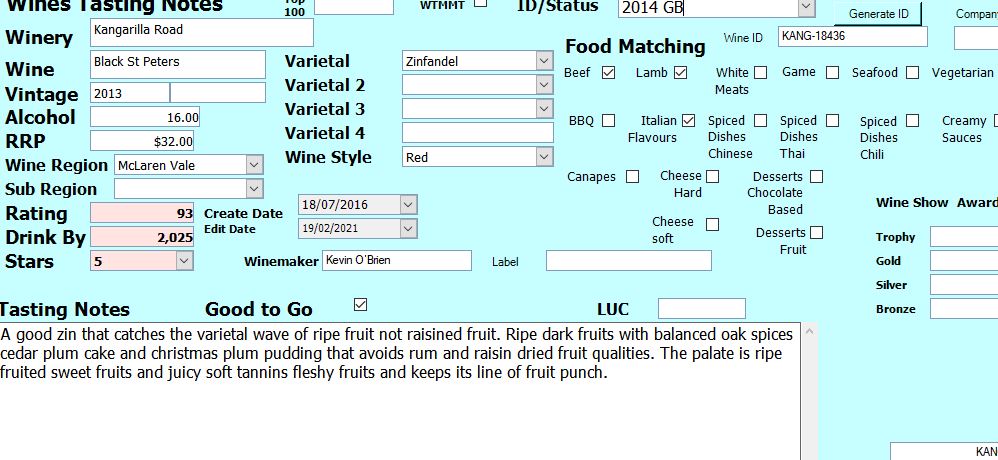 Wines Tasting Notes Top 100 WTMMT ID/Status 2014 GB Generate ID Company
Winery Kangarilla Road Food Matching Wine ID KANG-18436
Wine Black St Peters Varietal Zinfandel Beef Lamb White Meats Game Seafood Vegetarian
Vintage 2013 Varietal 2
Alcohol 16.00 Varietal 3 BBQ Italian Flavours Spiced Dishes Chinese Spiced Dishes Thai Spiced Dishes Chili Creamy Sauces
RRP $32.00 Varietal 4
Wine Region McLaren Vale Wine Style Red
Sub Region Canapes Cheese Hard Desserts Chocolate Based
Rating 93 Create Date 18/07/2016 Wine Show Award
Drink By 2,025 Edit Date 19/02/2021 Cheese soft Desserts Fruit Trophy
Stars 5 Winemaker Kevin O'Brien Label Gold
Silver
Tasting Notes Good to Go LUC Bronze
A good zin that catches the varietal wave of ripe fruit not raisined fruit. Ripe dark fruits with balanced oak spices
cedar plum cake and christmas plum pudding that avoids rum and raisin dried fruit qualities. The palate is ripe
fruited sweet fruits and juicy soft tannins fleshy fruits and keeps its line of fruit punch.
KAN